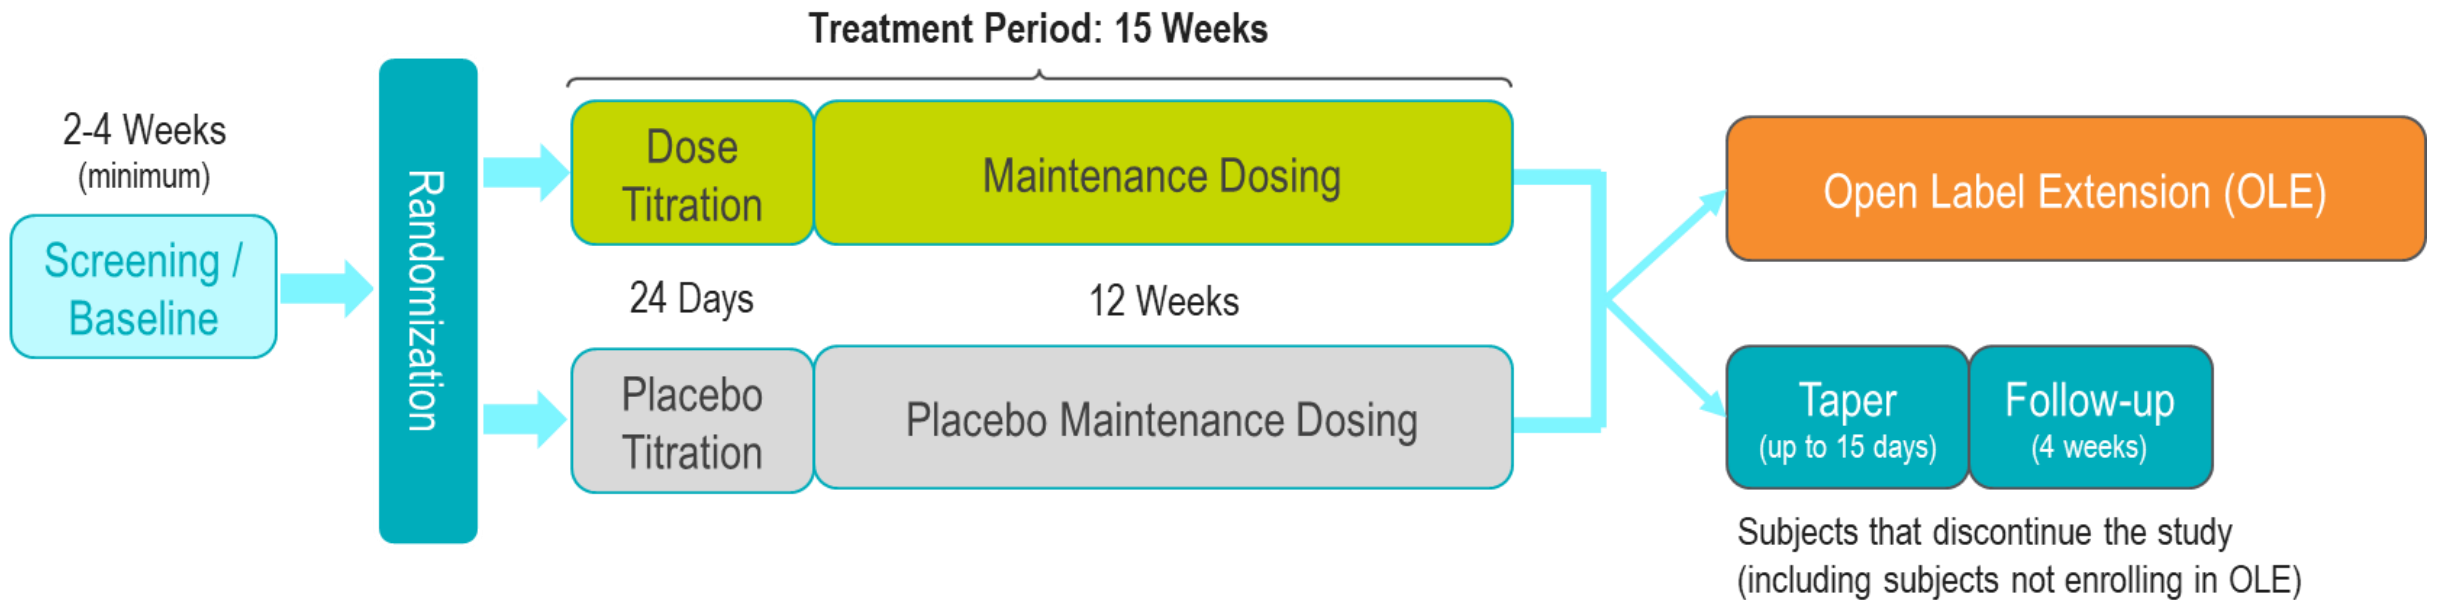 Treatment Period: 15 Weeks
2-4 Weeks
(minimum)
Screening /
Baseline
Randomization
Dose
Titration
Maintenance Dosing
24 Days
12 Weeks
Placebo
Titration
Placebo Maintenance Dosing
Open Label Extension (OLE)
Taper
(up to 15 days)
Follow-up
(4 weeks)
Subjects that discontinue the study
(including subjects not enrolling in OLE)